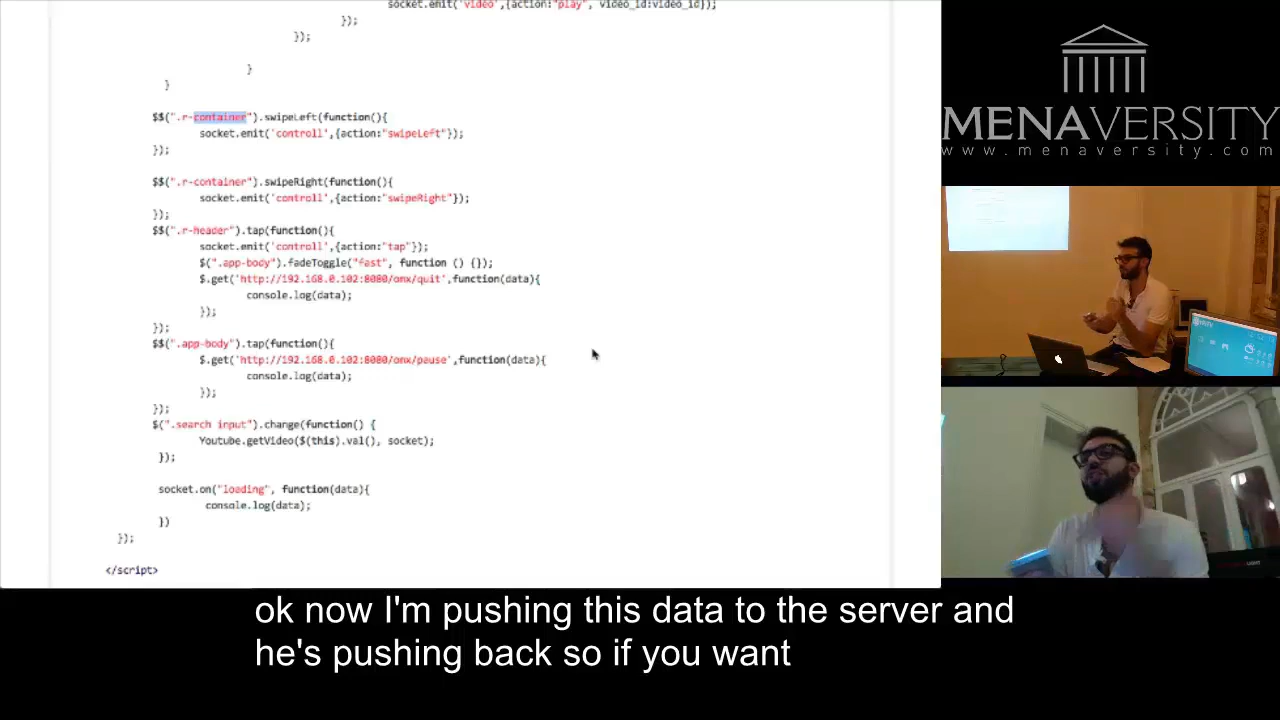 socket.emit('video',{action:"play", video_id:video_id});
});
});
}
}
$$(".r-container").swipeLeft(function(){
socket.emit('controll',{action:"swipeLeft"});
});
$$(".r-container").swipeRight(function(){
socket.emit('controll',{action:"swipeRight"});
});
$$(".r-header").tap(function(){
socket.emit('controll',{action:"tap"});
$(".app-body").fadeToggle("fast", function () {});
$.get('http://192.168.0.102:8080/omx/quit',function(data){
console.log(data);
});
});
$$(".app-body").tap(function(){
$.get('http://192.168.0.102:8080/omx/pause',function(data){
console.log(data);
});
});
$(".search input").change(function() {
Youtube.getVideo($(this).val(), socket);
});
socket.on("loading", function(data){
console.log(data);
})
});
</script>
MENAVERSITY
www.menaversity.com
ok now I'm pushing this data to the server and
he's pushing back so if you want